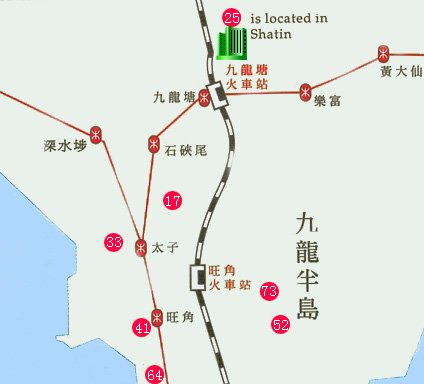 25 is located in
Shatin
九龍塘
火車站
黃大仙
九龍塘
樂富
深水埗
石硤尾
17
九龍半島
33
太子
旺角
火車站
73
52
41
旺角
64